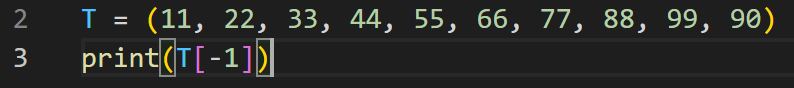 2 T = (11, 22, 33, 44, 55, 66, 77, 88, 99, 90)
3 print(T[-1])